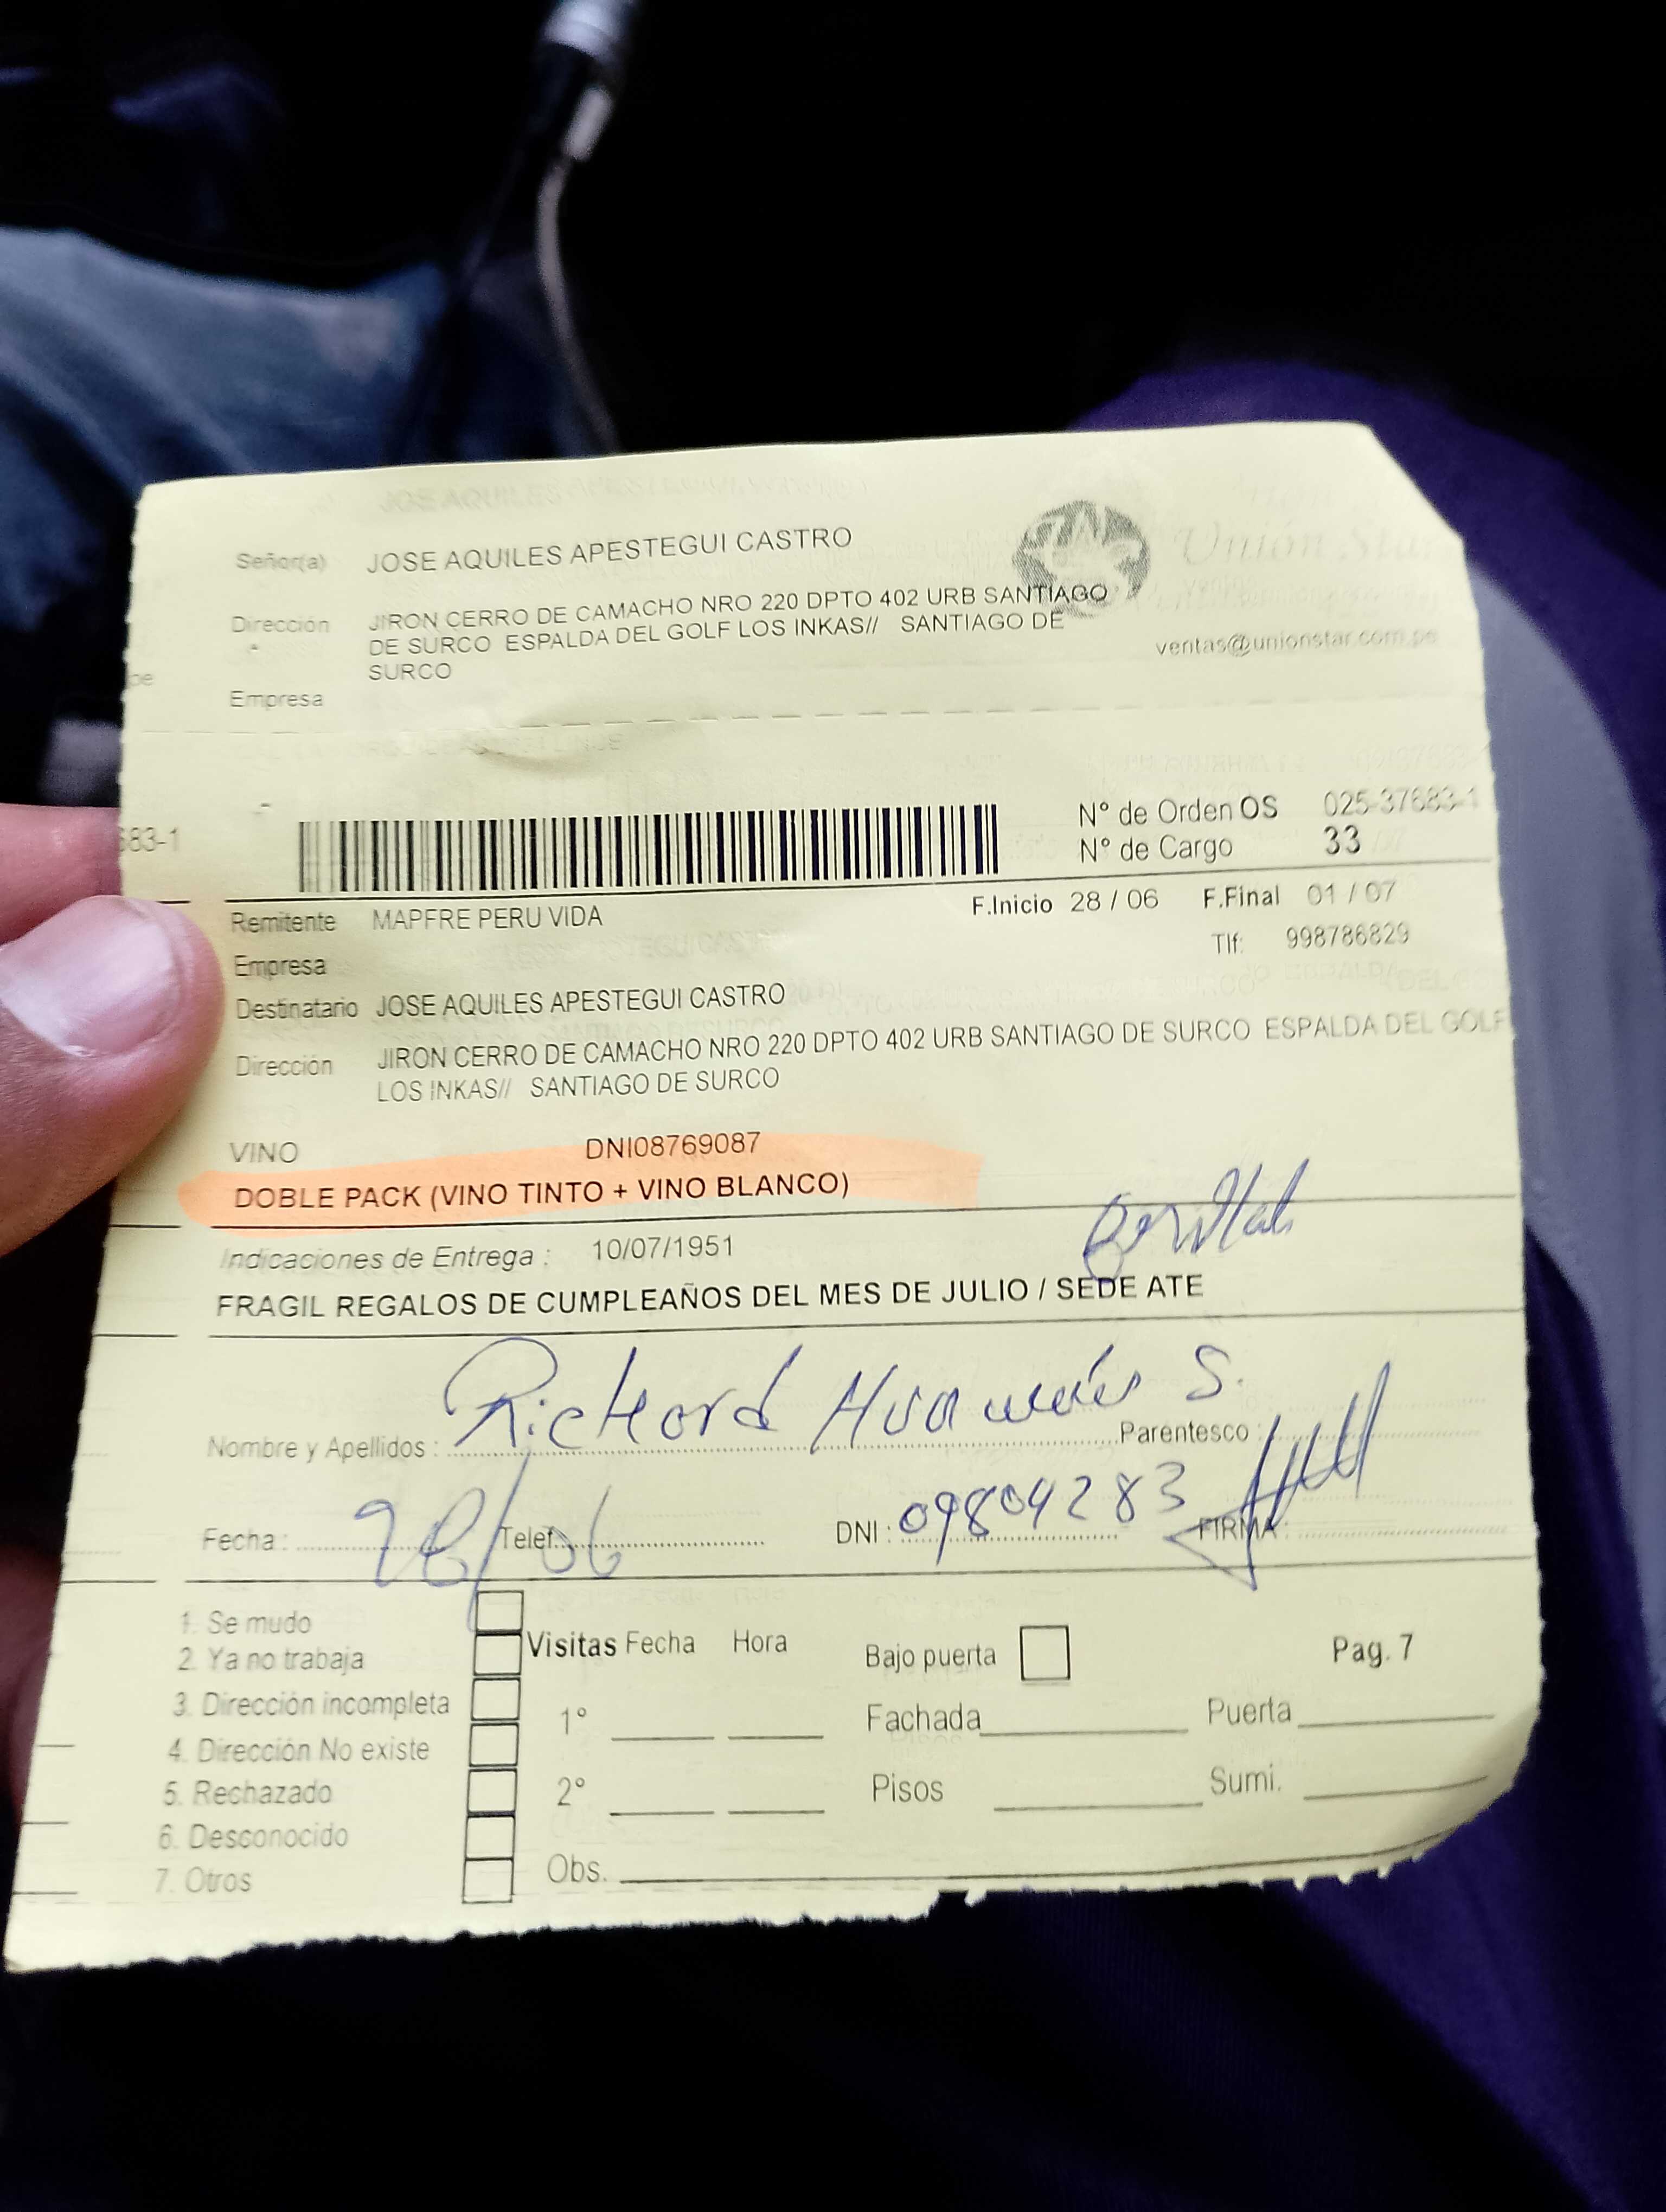 Señor(a) JOSE AQUILES APESTEGUI CASTRO
Unión Star
Dirección JIRON CERRO DE CAMACHO NRO 220 DPTO 402 URB SANTIAGO
DE SURCO ESPALDA DEL GOLF LOS INKAS// SANTIAGO DE
SURCO
ventas@unionstar.com.pe
Empresa
683-1
N° de Orden OS 025-37683-1
N° de Cargo 33
Remitente MAPFRE PERU VIDA F.Inicio 28 / 06 F.Final 01 / 07
Tlf: 998786829
Empresa
Destinatario JOSE AQUILES APESTEGUI CASTRO
Dirección JIRON CERRO DE CAMACHO NRO 220 DPTO 402 URB SANTIAGO DE SURCO ESPALDA DEL GOLF
LOS INKAS// SANTIAGO DE SURCO
VINO DNI08769087
DOBLE PACK (VINO TINTO + VINO BLANCO)
Indicaciones de Entrega : 10/07/1951
FRAGIL REGALOS DE CUMPLEAÑOS DEL MES DE JULIO / SEDE ATE
Nombre y Apellidos : Richard S. Parentesco :
Fecha : 28/06 Telef: DNI : 09804283 FIRMA :
1. Se mudo
2. Ya no trabaja
3. Dirección incompleta
4. Dirección No existe
5. Rechazado
6. Desconocido
7. Otros
Visitas Fecha Hora Bajo puerta Pag. 7
1° Fachada Puerta
2° Pisos Sumi.
Obs.